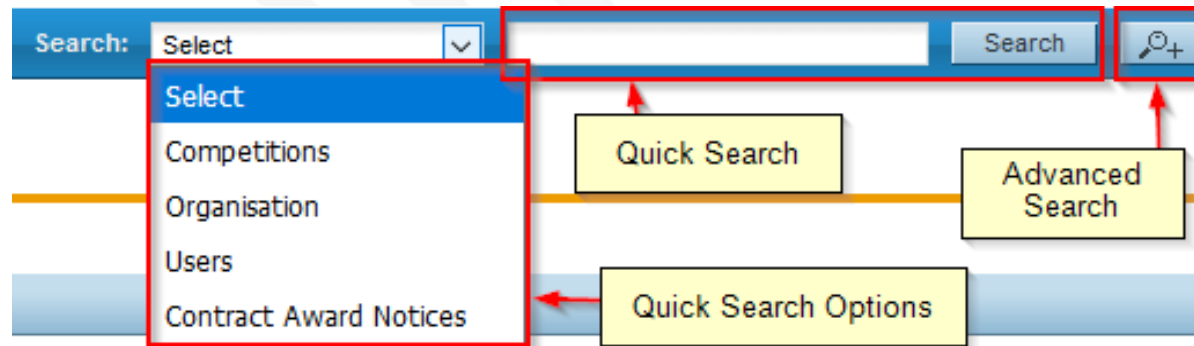 Search: Select Search
Select
Competitions
Organisation
Users
Contract Award Notices
Quick Search
Advanced
Search
Quick Search Options